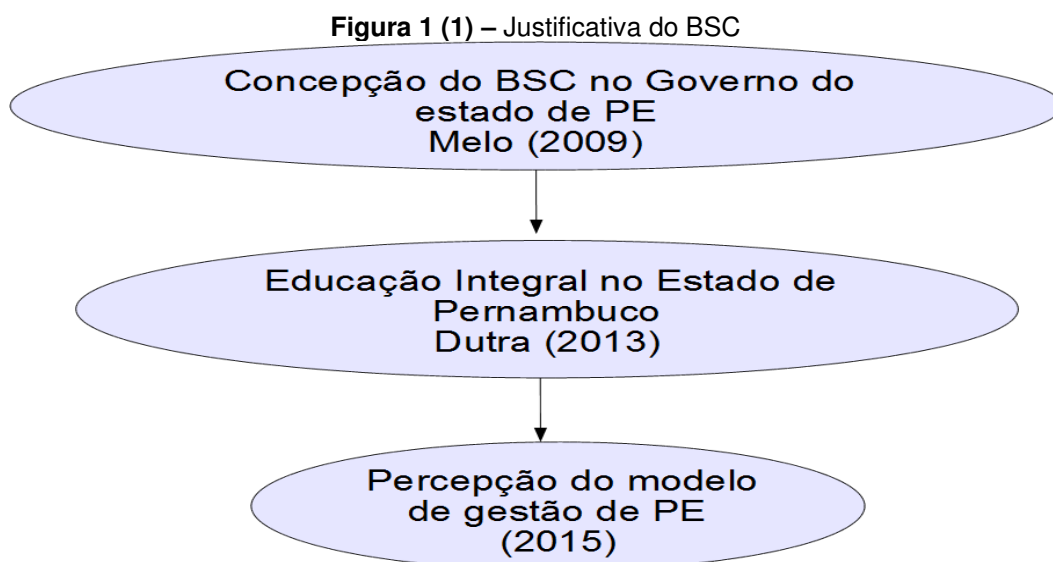 Figura 1 (1) – Justificativa do BSC
Concepção do BSC no Governo do
estado de PE
Melo (2009)
Educação Integral no Estado de
Pernambuco
Dutra (2013)
Percepção do modelo
de gestão de PE
(2015)